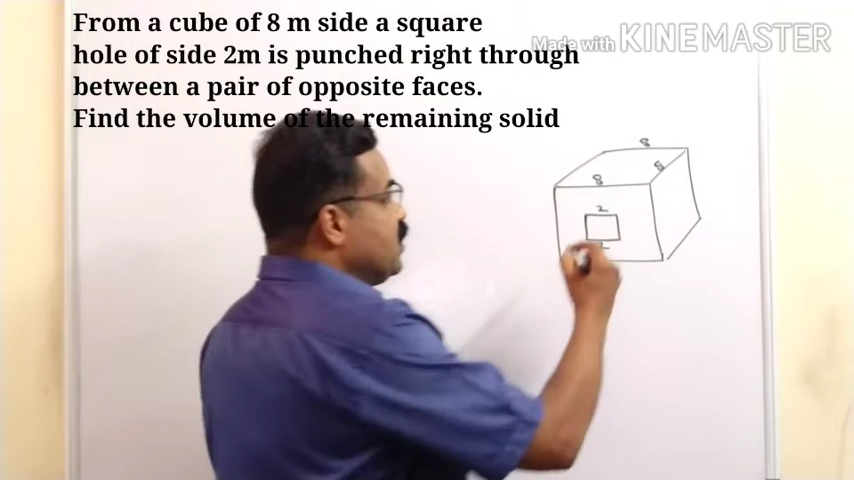 From a cube of 8 m side a square
hole of side 2m is punched right through
between a pair of opposite faces.
Find the volume of the remaining solid
Made with KINEMASTER
8
8
8
2
2